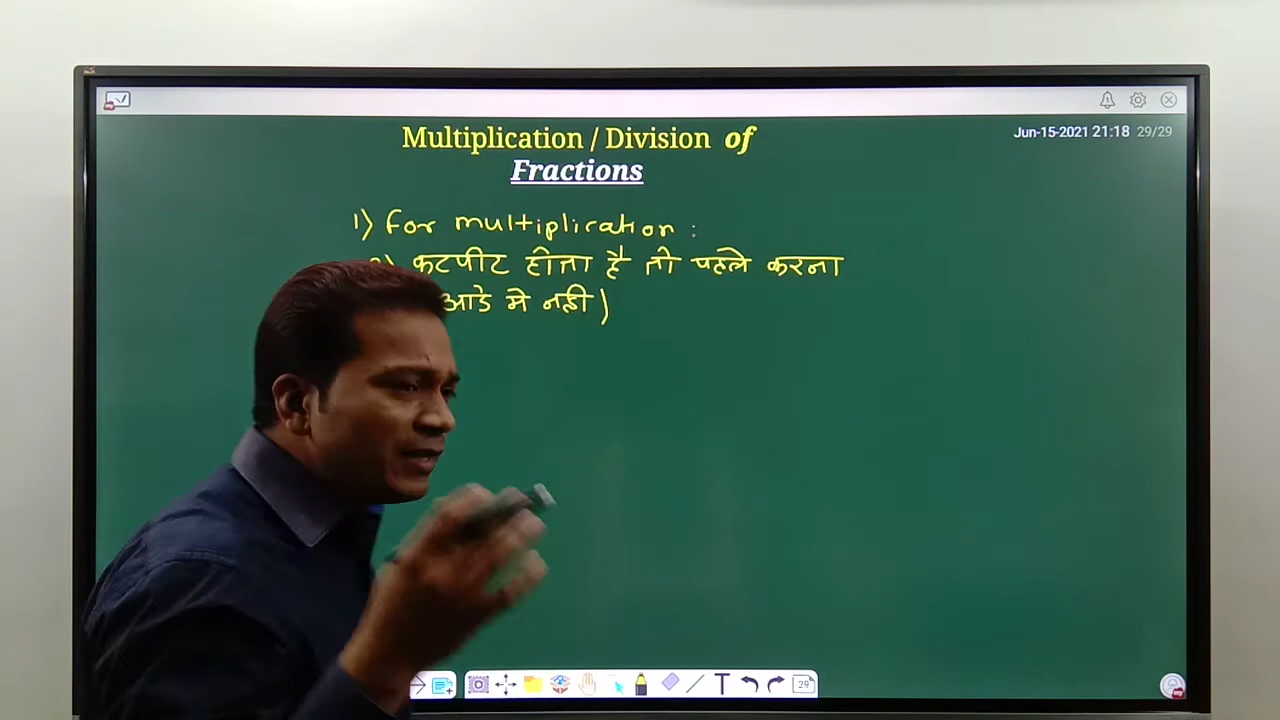 Jun-15-2021 21:18 29/29
Multiplication / Division of
Fractions
1) For multiplication :
कटपीट होता है तो पहले करना
आडे मे नही)
29